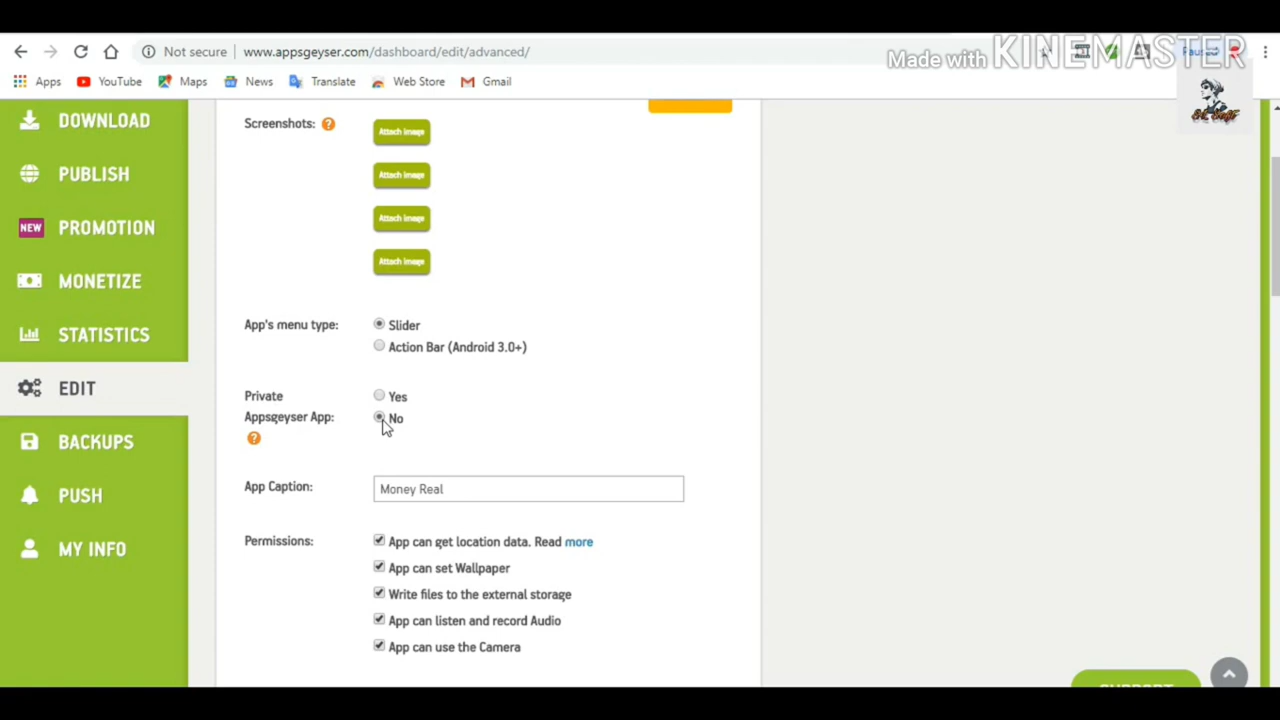 Not secure www.appsgeyser.com/dashboard/edit/advanced/
Made with KINEMASTER
Paused
Apps YouTube Maps News Translate Web Store Gmail
DOWNLOAD
PUBLISH
NEW PROMOTION
MONETIZE
STATISTICS
EDIT
BACKUPS
PUSH
MY INFO
Screenshots: ?
Attach image
Attach image
Attach image
Attach image
App's menu type: Slider
Action Bar (Android 3.0+)
Private Yes
Appsgeyser App: No
?
App Caption: Money Real
Permissions: App can get location data. Read more
App can set Wallpaper
Write files to the external storage
App can listen and record Audio
App can use the Camera